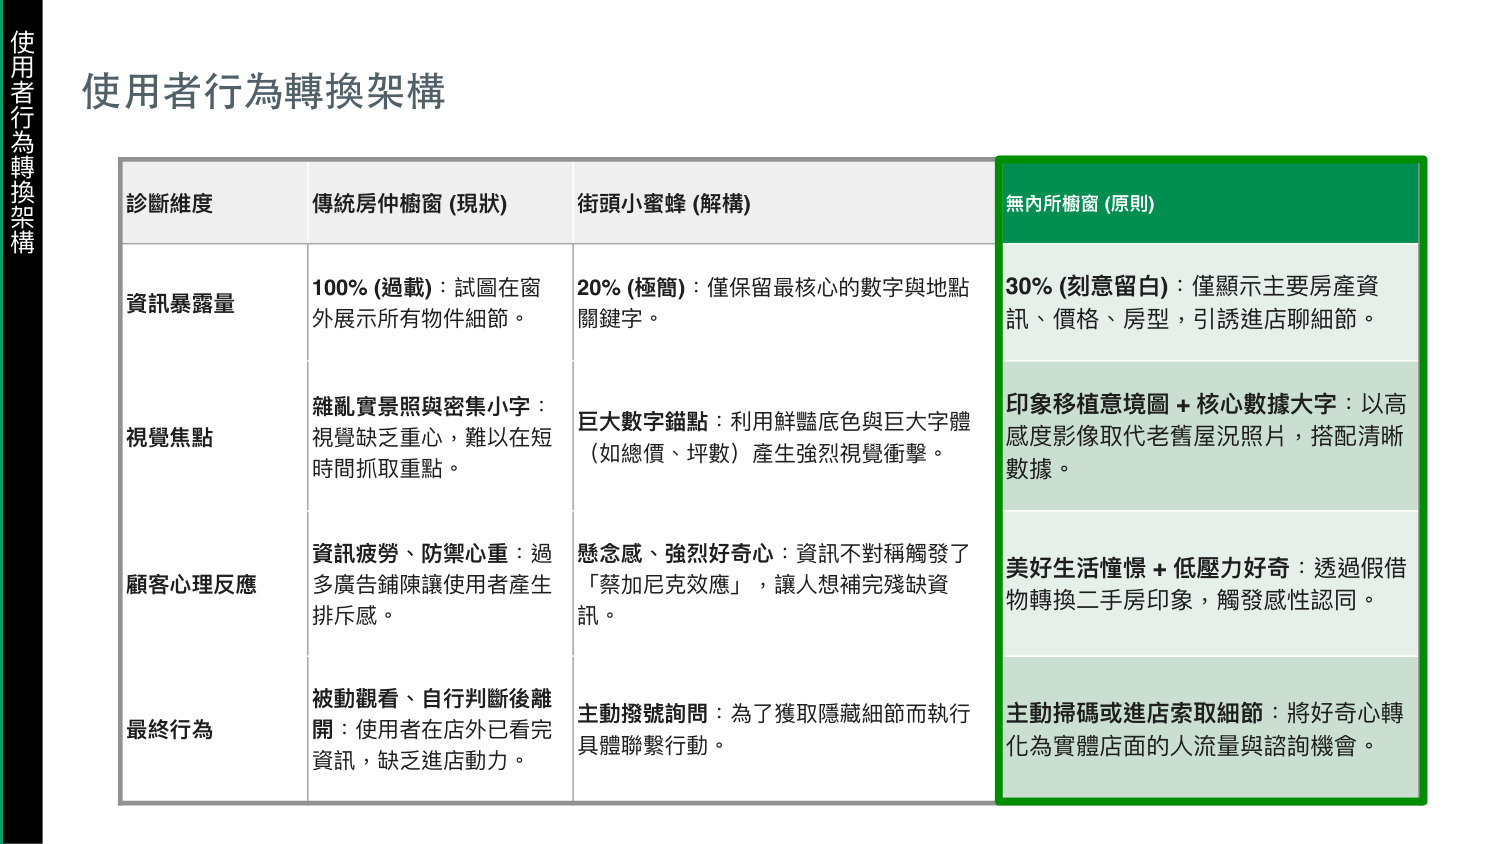 使用者行為轉換架構
使用者行為轉換架構
診斷維度
傳統房仲櫥窗 (現狀)
街頭小蜜蜂 (解構)
無內所櫥窗 (原則)
資訊暴露量
100% (過載)：試圖在窗
外展示所有物件細節。
20% (極簡)：僅保留最核心的數字與地點
關鍵字。
30% (刻意留白)：僅顯示主要房產資
訊、價格、房型，引誘進店聊細節。
視覺焦點
雜亂實景照與密集小字：
視覺缺乏重心，難以在短
時間抓取重點。
巨大數字錨點：利用鮮豔底色與巨大字體
（如總價、坪數）產生強烈視覺衝擊。
印象移植意境圖 + 核心數據大字：以高
感度影像取代老舊屋況照片，搭配清晰
數據。
顧客心理反應
資訊疲勞、防禦心重：過
多廣告鋪陳讓使用者產生
排斥感。
懸念感、強烈好奇心：資訊不對稱觸發了
「蔡加尼克效應」，讓人想補完殘缺資
訊。
美好生活憧憬 + 低壓力好奇：透過假借
物轉換二手房印象，觸發感性認同。
最終行為
被動觀看、自行判斷後離
開：使用者在店外已看完
資訊，缺乏進店動力。
主動撥號詢問：為了獲取隱藏細節而執行
具體聯繫行動。
主動掃碼或進店索取細節：將好奇心轉
化為實體店面的人流量與諮詢機會。